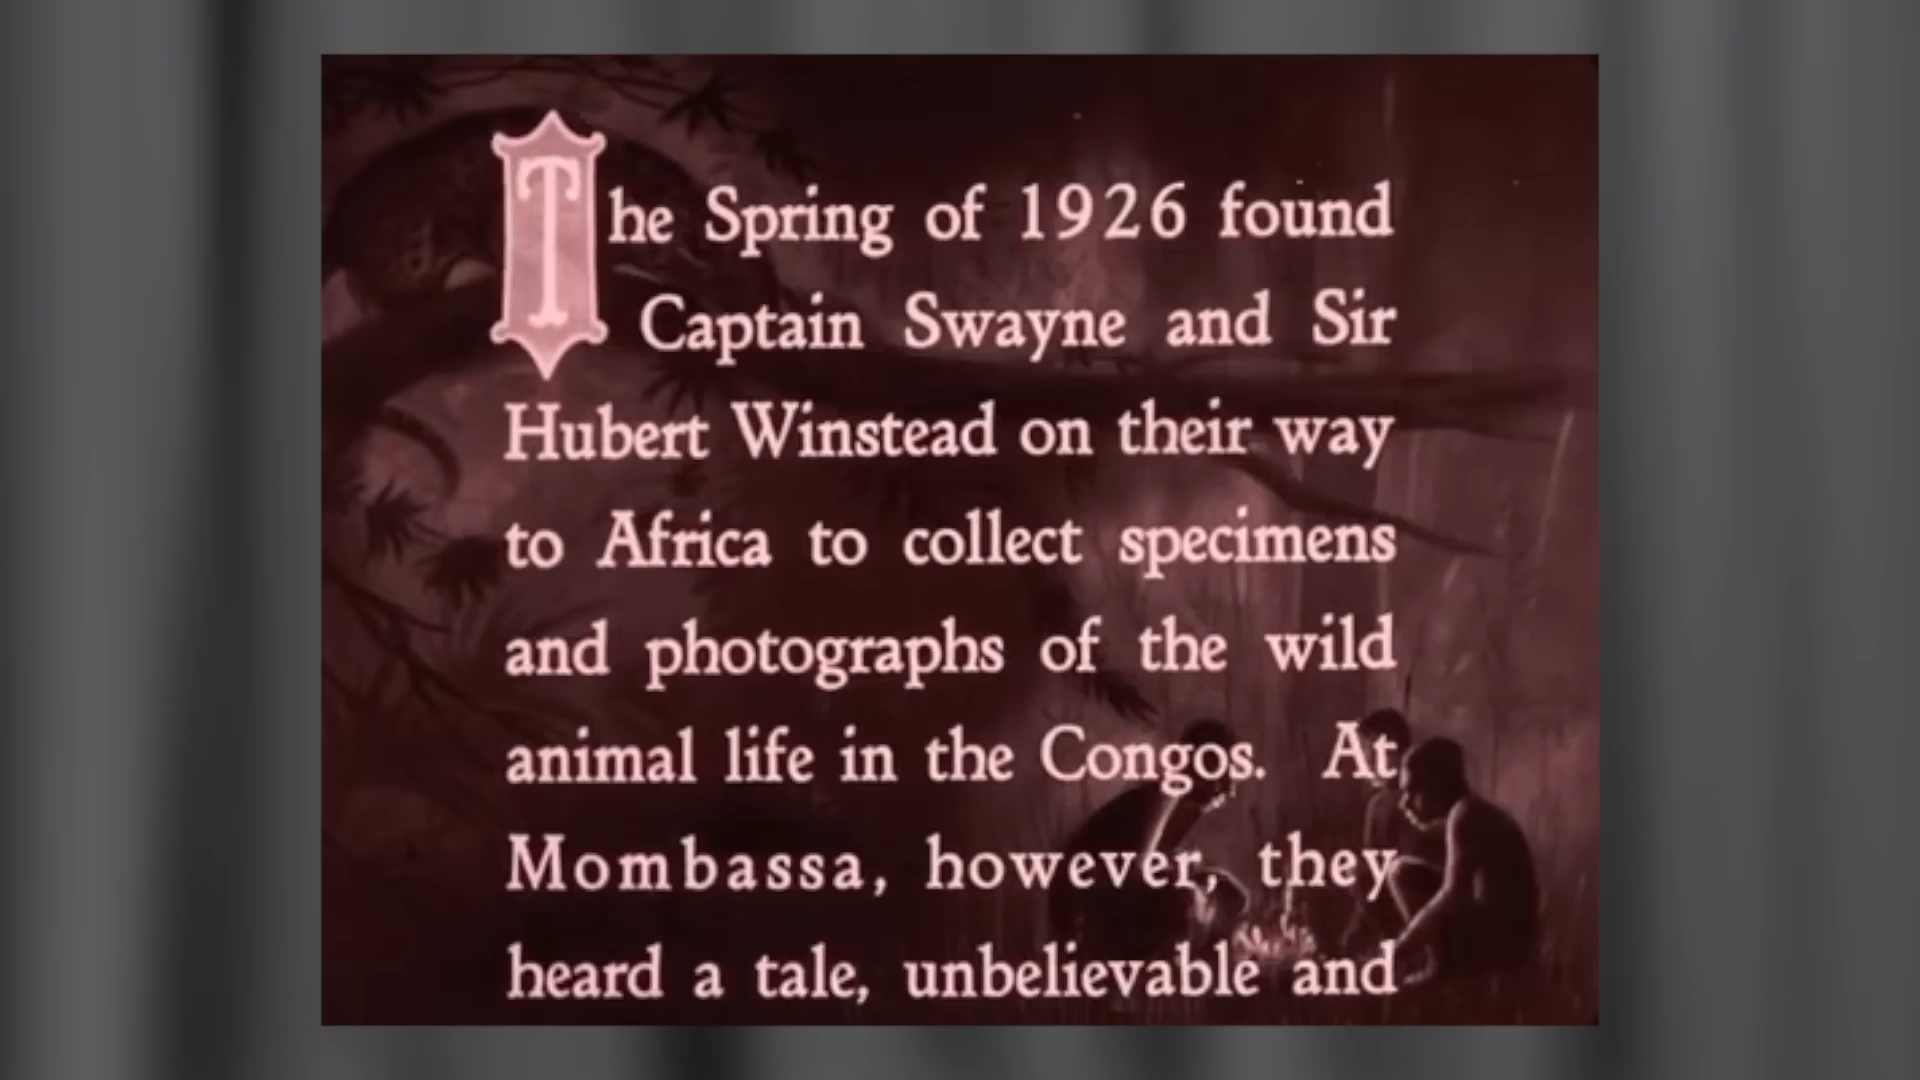 The Spring of 1926 found
Captain Swayne and Sir
Hubert Winstead on their way
to Africa to collect specimens
and photographs of the wild
animal life in the Congos. At
Mombassa, however, they
heard a tale, unbelievable and